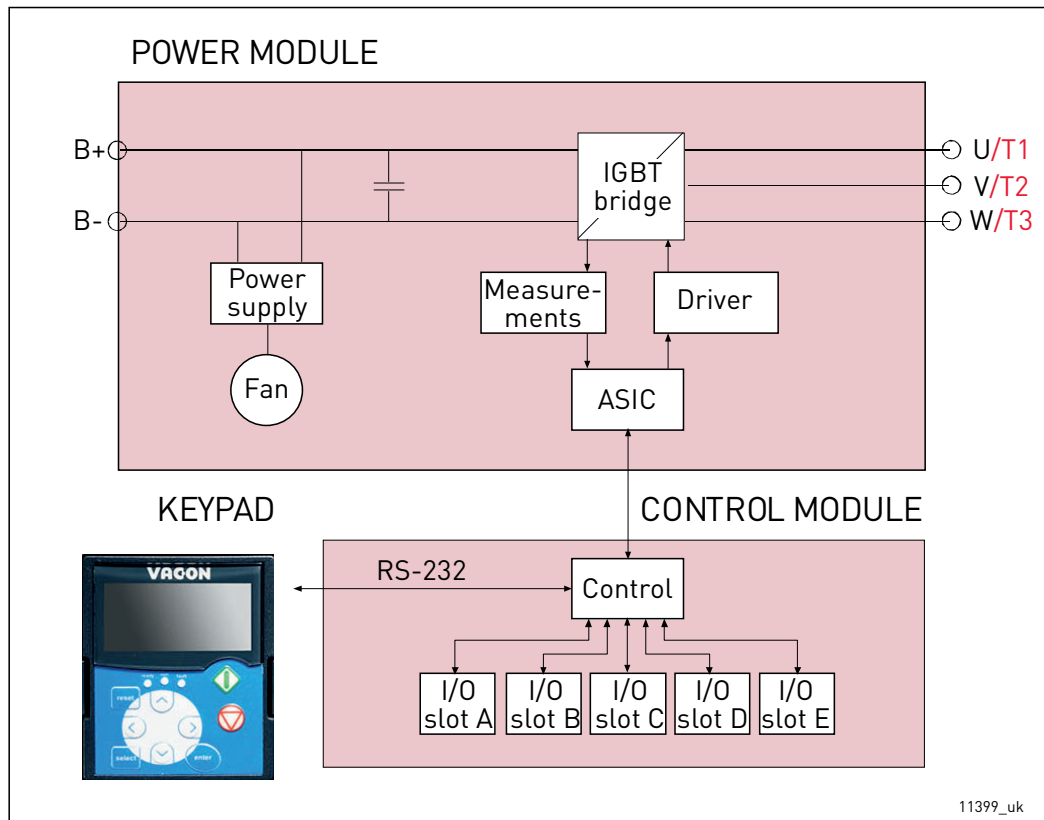 POWER MODULE
B+
B-
IGBT
bridge
U/T1
V/T2
W/T3
Power
supply
Measure-
ments
Driver
Fan
ASIC
KEYPAD
CONTROL MODULE
VACON
reset
select
enter
RS-232
Control
I/O
slot A
I/O
slot B
I/O
slot C
I/O
slot D
I/O
slot E
11399_uk